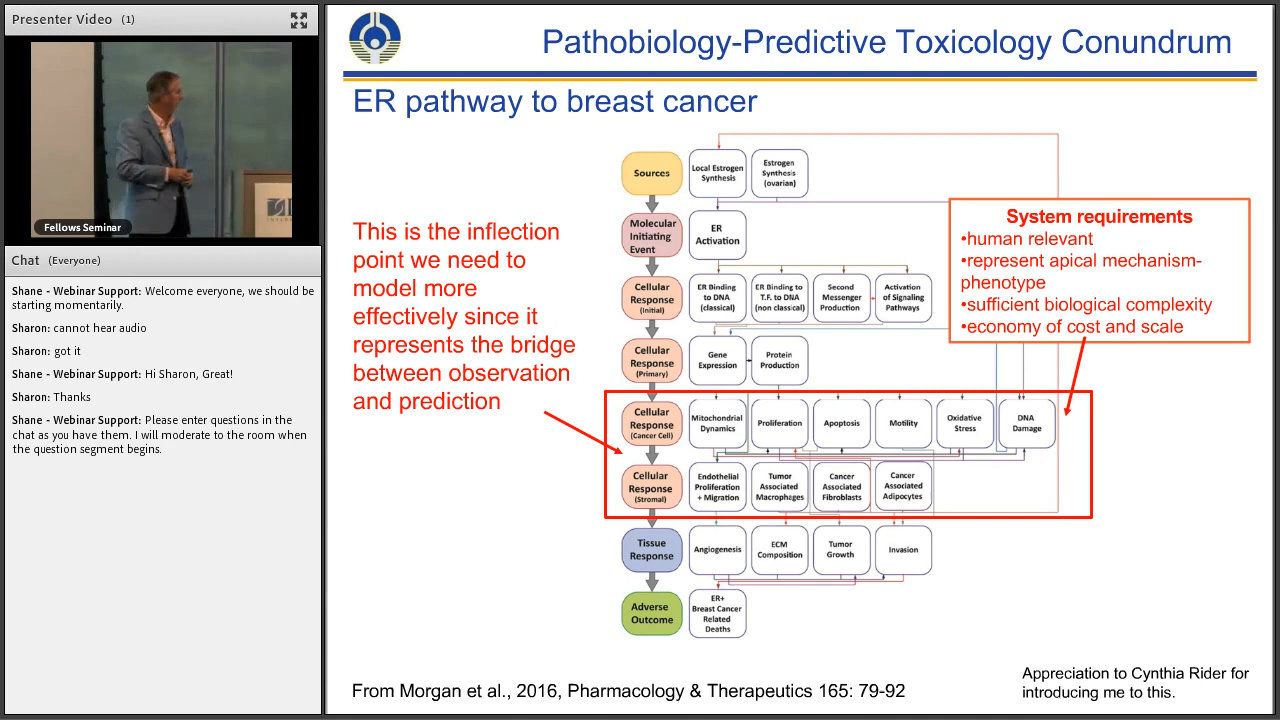 Presenter Video (1)
Fellows Seminar
Chat (Everyone)
Shane - Webinar Support: Welcome everyone, we should be
starting momentarily.
Sharon: cannot hear audio
Sharon: got it
Shane - Webinar Support: Hi Sharon, Great!
Sharon: Thanks
Shane - Webinar Support: Please enter questions in the
chat as you have them. I will moderate to the room when
the question segment begins.
Pathobiology-Predictive Toxicology Conundrum
ER pathway to breast cancer
This is the inflection
point we need to
model more
effectively since it
represents the bridge
between observation
and prediction
Sources
Local Estrogen
Synthesis
Estrogen
Synthesis
(ovarian)
Molecular
Initiating
Event
ER
Activation
System requirements
•human relevant
•represent apical mechanism-
phenotype
•sufficient biological complexity
•economy of cost and scale
Cellular
Response
(Initial)
ER Binding
to DNA
(classical)
ER Binding to
T.F. to DNA
(non classical)
Second
Messenger
Production
Activation
of Signaling
Pathways
Cellular
Response
(Primary)
Gene
Expression
Protein
Production
Cellular
Response
(Cancer Cell)
Mitochondrial
Dynamics
Proliferation
Apoptosis
Motility
Oxidative
Stress
DNA
Damage
Cellular
Response
(Stromal)
Endothelial
Proliferation
+ Migration
Tumor
Associated
Macrophages
Cancer
Associated
Fibroblasts
Cancer
Associated
Adipocytes
Tissue
Response
Angiogenesis
ECM
Composition
Tumor
Growth
Invasion
Adverse
Outcome
ER+
Breast Cancer
Related
Deaths
From Morgan et al., 2016, Pharmacology & Therapeutics 165: 79-92
Appreciation to Cynthia Rider for
introducing me to this.